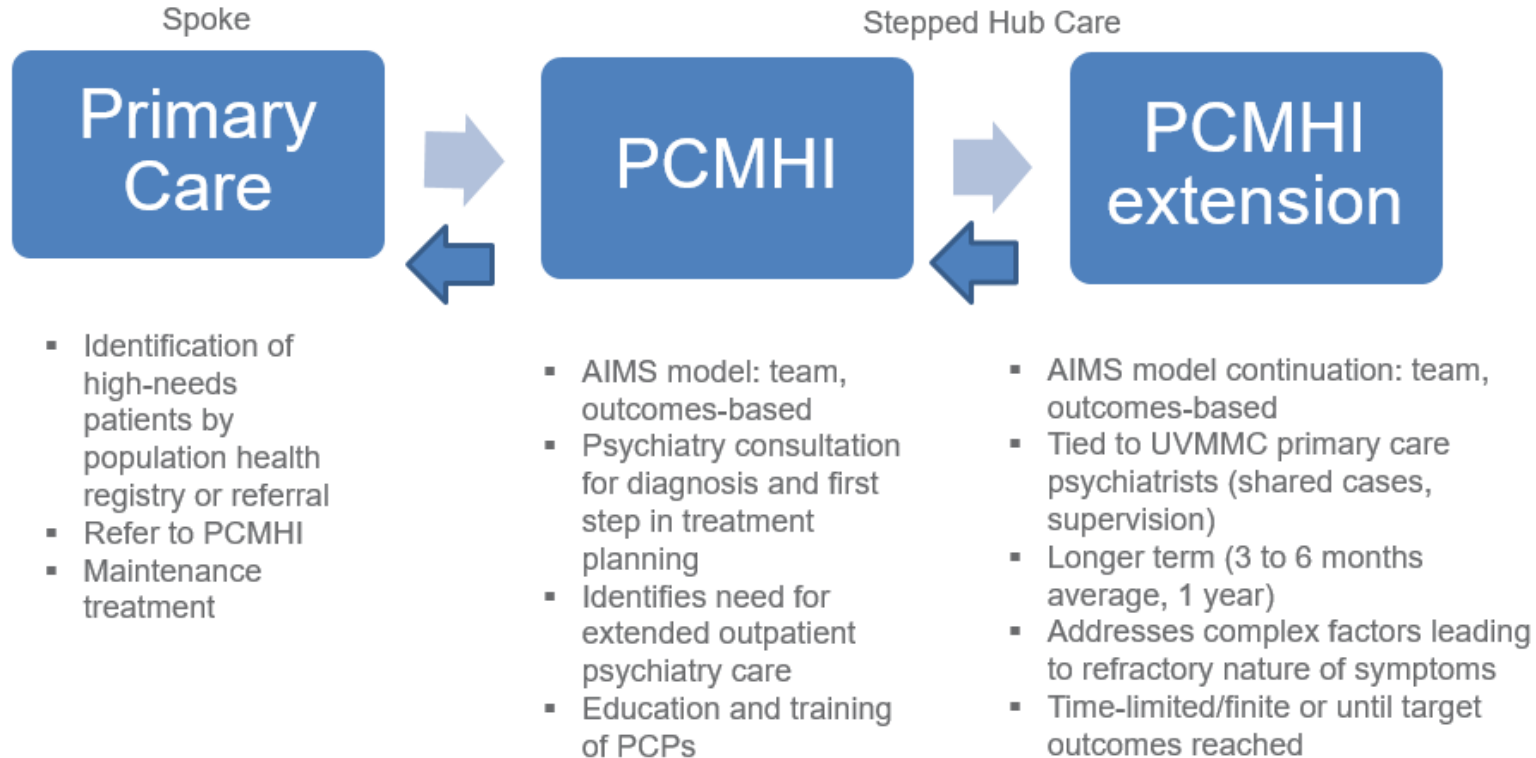 Spoke
Stepped Hub Care
Primary
Care
PCMHI
PCMHI
extension
▪ Identification of
high-needs
patients by
population health
registry or referral
▪ Refer to PCMHI
▪ Maintenance
treatment
▪ AIMS model: team,
outcomes-based
▪ Psychiatry consultation
for diagnosis and first
step in treatment
planning
▪ Identifies need for
extended outpatient
psychiatry care
▪ Education and training
of PCPs
▪ AIMS model continuation: team,
outcomes-based
▪ Tied to UVMMC primary care
psychiatrists (shared cases,
supervision)
▪ Longer term (3 to 6 months
average, 1 year)
▪ Addresses complex factors leading
to refractory nature of symptoms
▪ Time-limited/finite or until target
outcomes reached